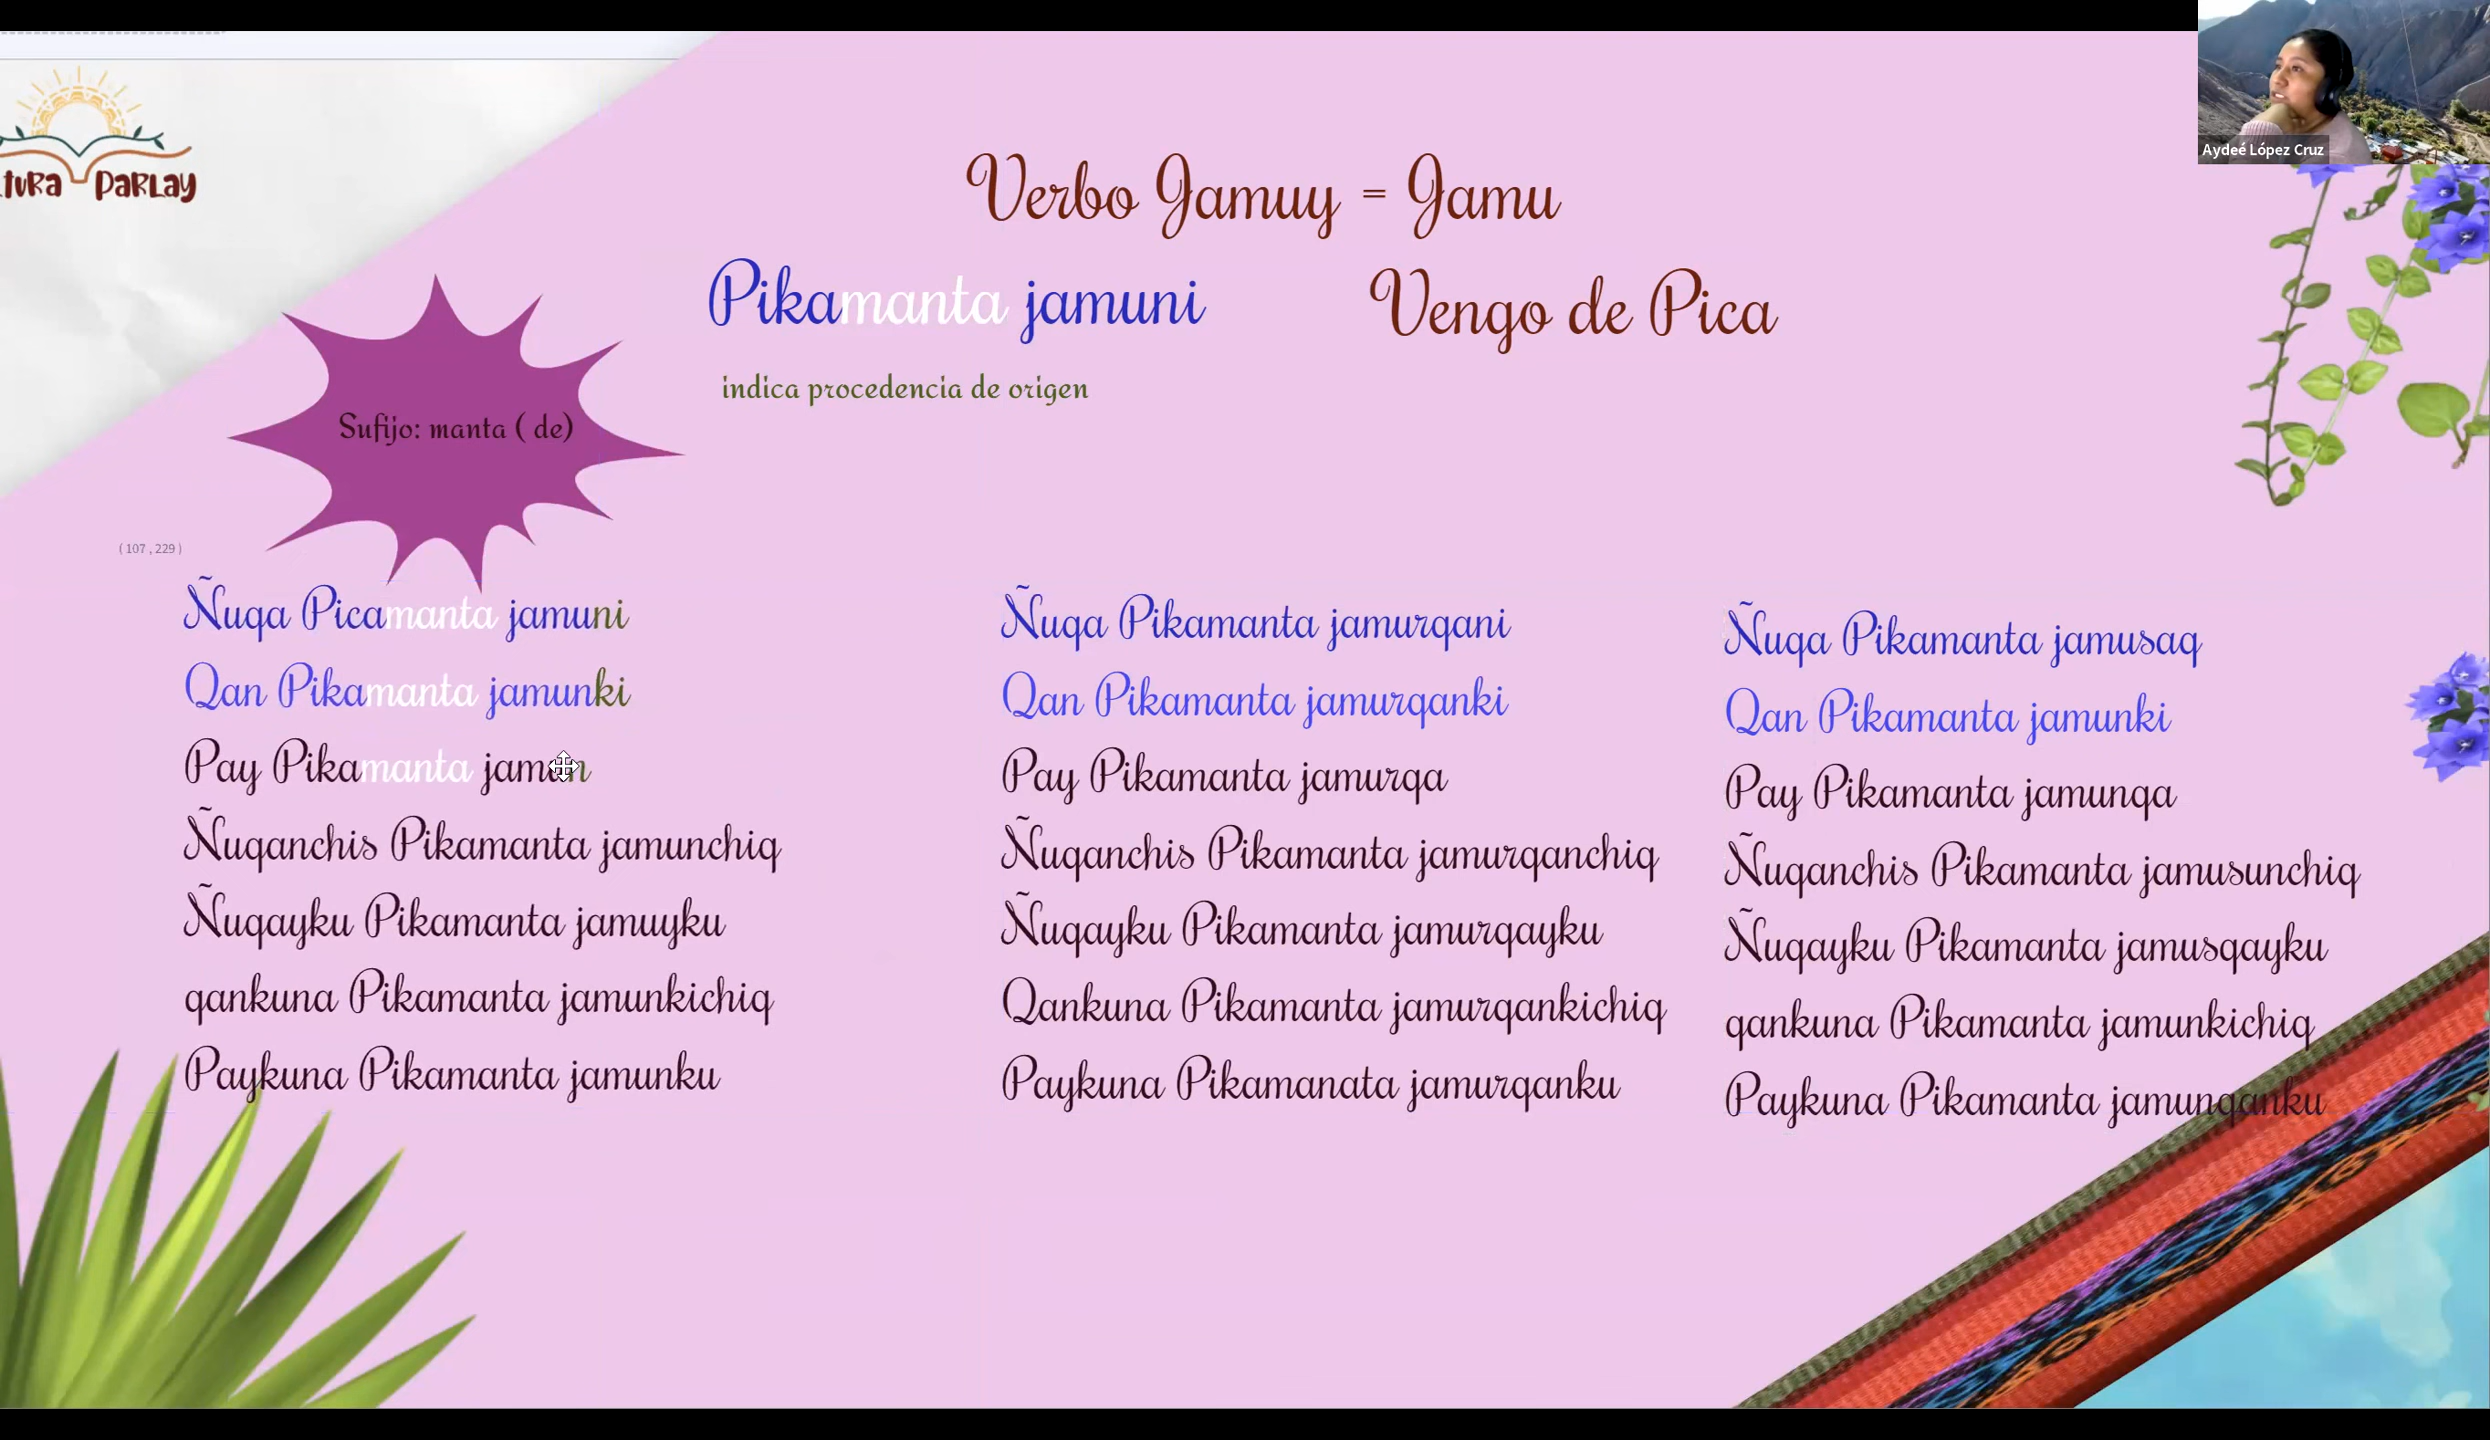 Aydeé López Cruz
tuRa PaRLay
Verbo Jamuy = Jamu
Pikamanta jamuni
Vengo de Pica
indica procedencia de origen
Sufijo: manta ( de)
( 107 , 229 )
Ñuqa Picamanta jamuni
Qan Pikamanta jamunki
Pay Pikamanta jamun
Ñuqanchis Pikamanta jamunchiq
Ñuqayku Pikamanta jamuyku
qankuna Pikamanta jamunkichiq
Paykuna Pikamanta jamunku
Ñuqa Pikamanta jamurqani
Qan Pikamanta jamurqanki
Pay Pikamanta jamurqa
Ñuqanchis Pikamanta jamurqanchiq
Ñuqayku Pikamanta jamurqayku
Qankuna Pikamanta jamurqankichiq
Paykuna Pikamanata jamurqanku
Ñuqa Pikamanta jamusaq
Qan Pikamanta jamunki
Pay Pikamanta jamunqa
Ñuqanchis Pikamanta jamusunchiq
Ñuqayku Pikamanta jamusqayku
qankuna Pikamanta jamunkichiq
Paykuna Pikamanta jamunqanku